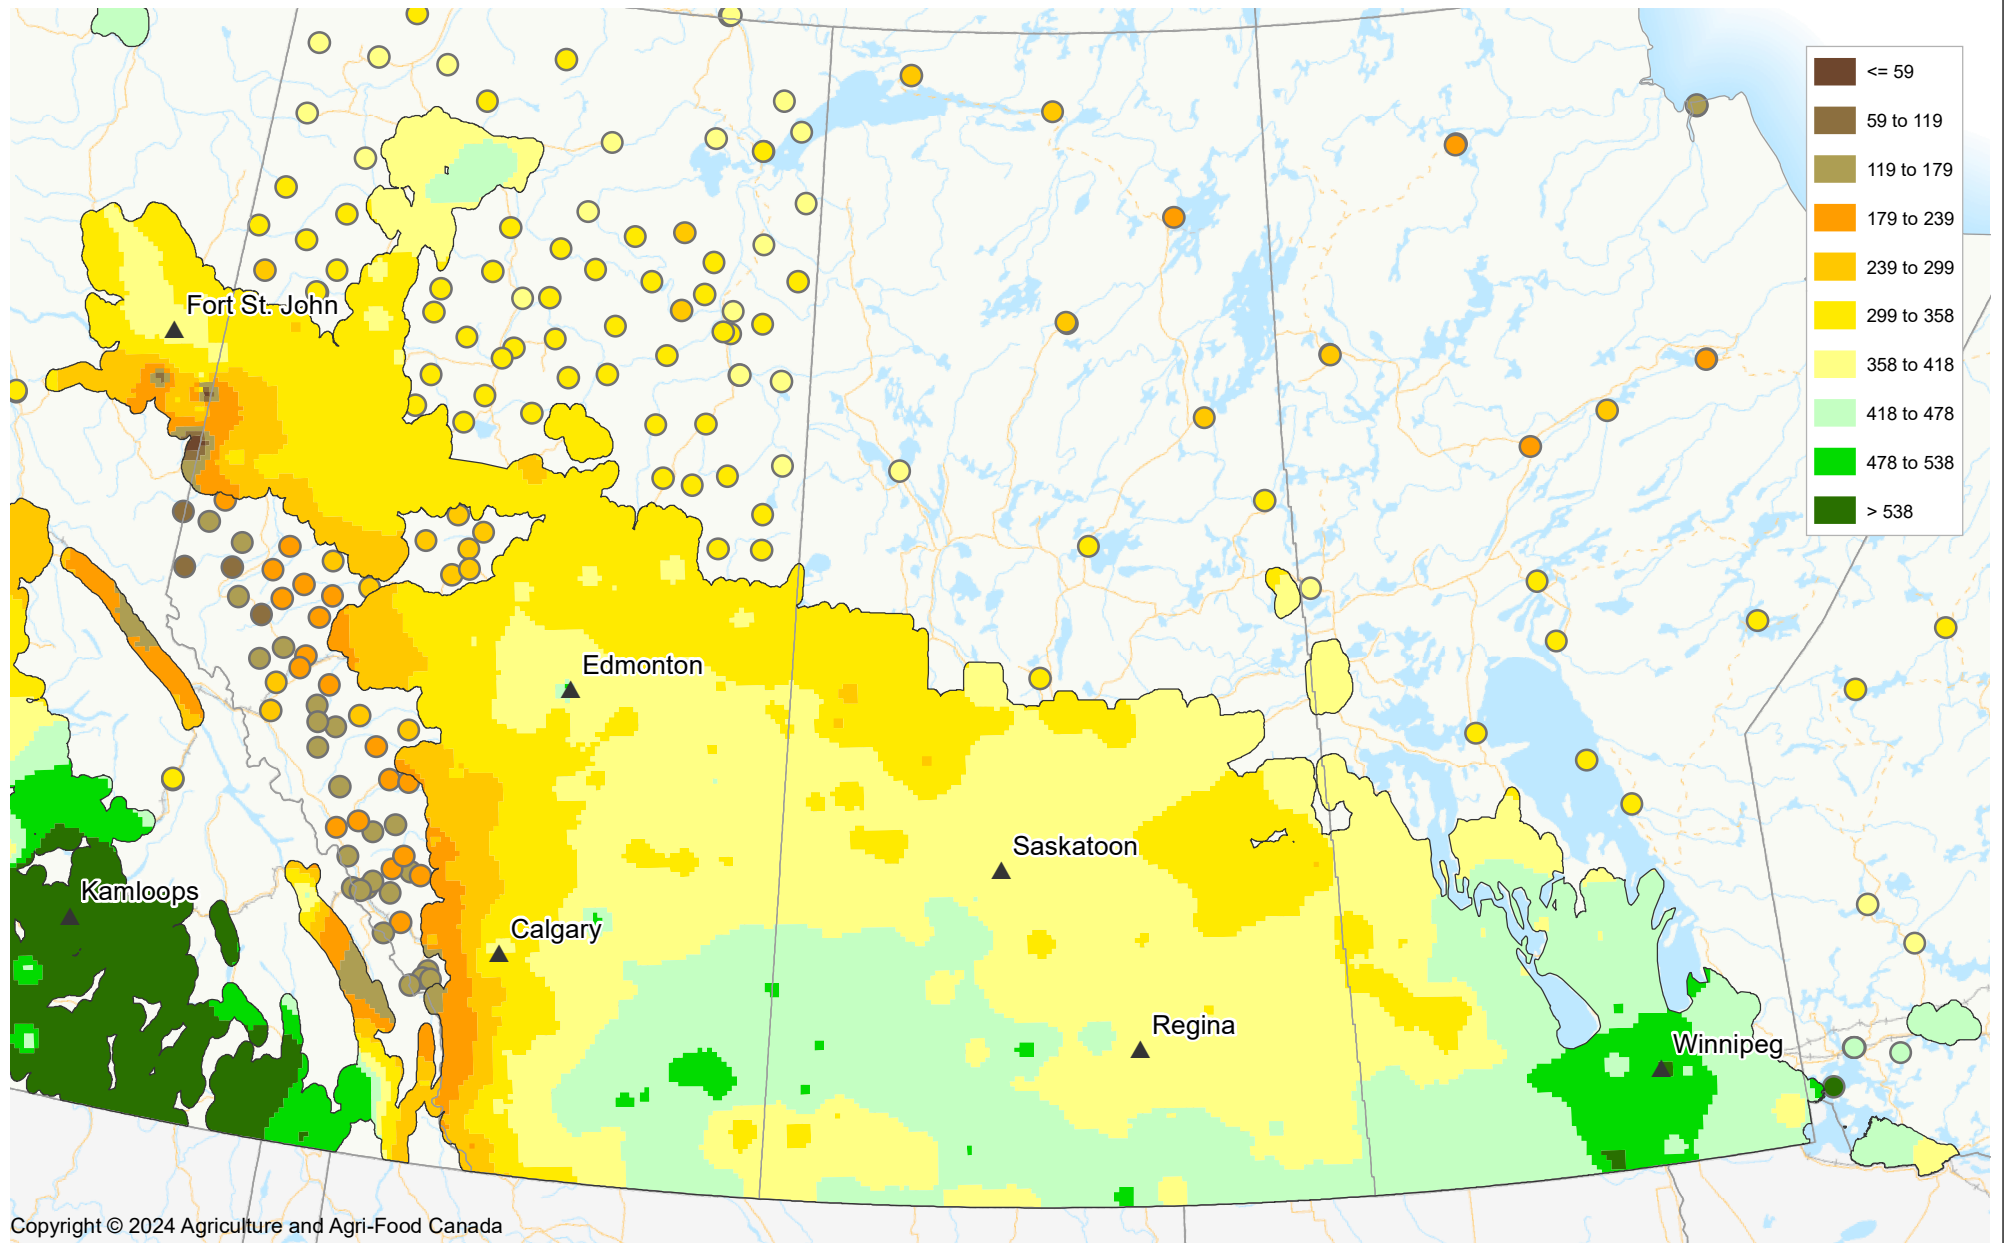 <= 59
59 to 119
119 to 179
179 to 239
239 to 299
299 to 358
358 to 418
418 to 478
478 to 538
> 538
Fort St. John
Edmonton
Saskatoon
Kamloops
Calgary
Regina
Winnipeg
Copyright © 2024 Agriculture and Agri-Food Canada